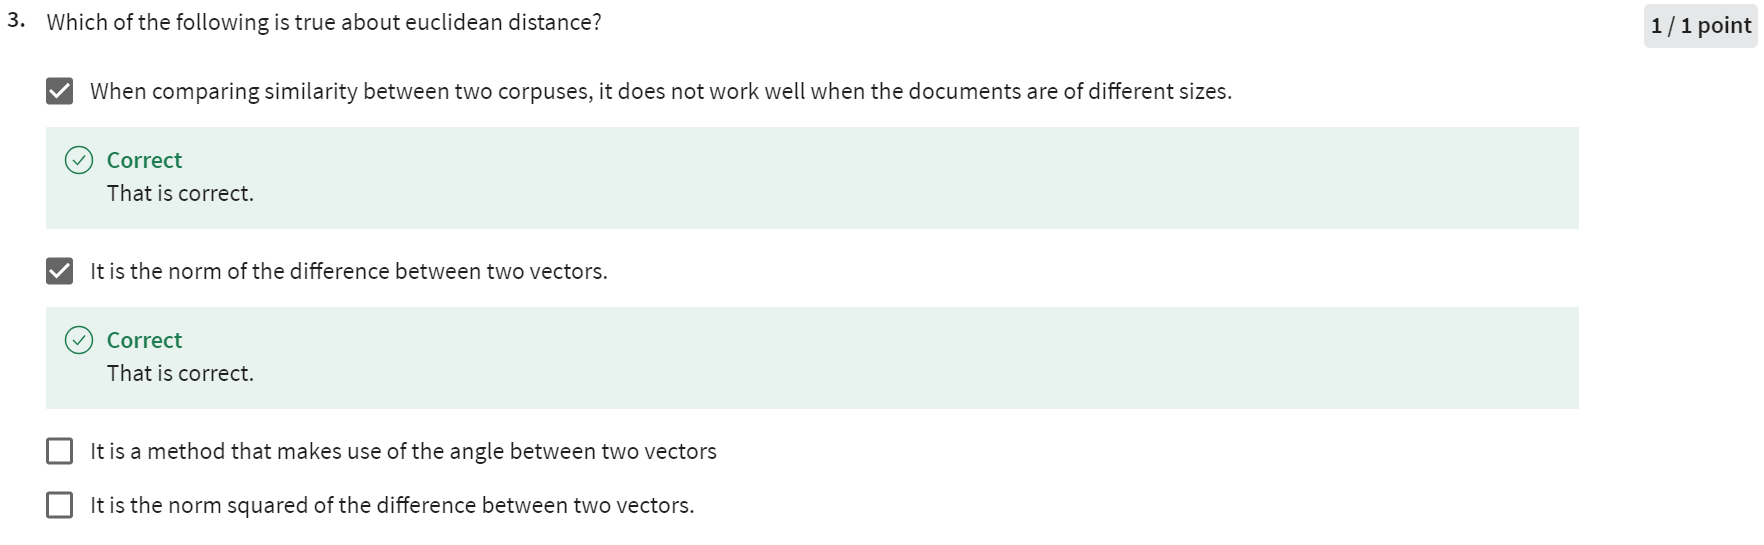 3. Which of the following is true about euclidean distance?
1 / 1 point
When comparing similarity between two corpuses, it does not work well when the documents are of different sizes.
Correct
That is correct.
It is the norm of the difference between two vectors.
Correct
That is correct.
It is a method that makes use of the angle between two vectors
It is the norm squared of the difference between two vectors.